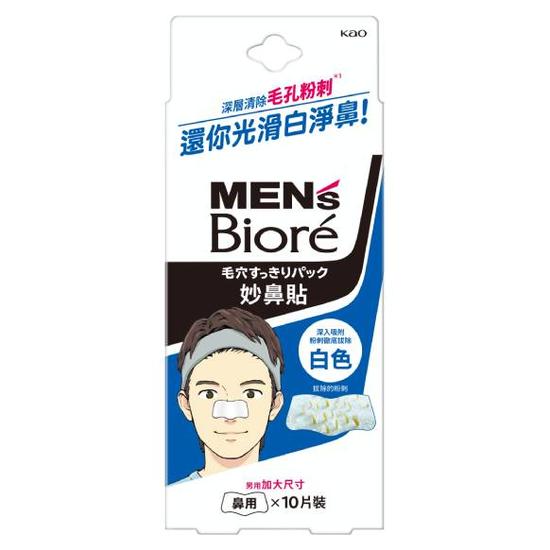 Kao
深層清除毛孔粉刺*1
還你光滑白淨鼻!
MEN's
Bioré
毛穴すっきりパック
妙鼻貼
深入吸附
粉刺徹底拔除
白色
拔除的粉刺
男用加大尺寸
鼻用×10片裝